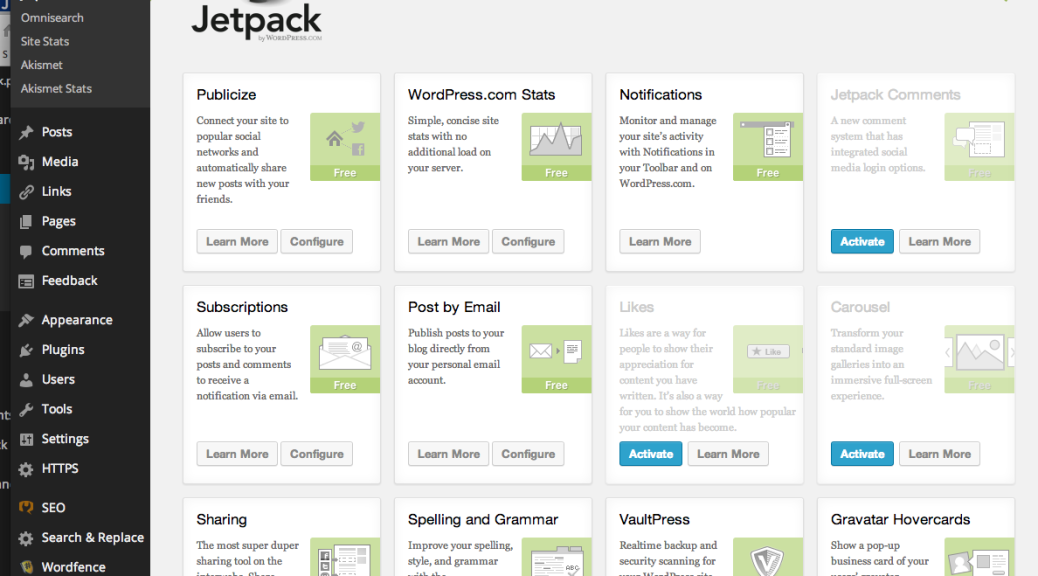 Omnisearch
Site Stats
Akismet
Akismet Stats
Posts
Media
Links
Pages
Comments
Feedback
Appearance
Plugins
Users
Tools
Settings
HTTPS
SEO
Search & Replace
Wordfence
Jetpack
by WORDPRESS.COM
Publicize
Connect your site to
popular social
networks and
automatically share
new posts with your
friends.
Free
Learn More Configure
WordPress.com Stats
Simple, concise site
stats with no
additional load on
your server.
Free
Learn More Configure
Notifications
Monitor and manage
your site's activity
with Notifications in
your Toolbar and on
WordPress.com.
Free
Learn More
Jetpack Comments
A new comment
system that has
integrated social
media login options.
Free
Activate Learn More
Subscriptions
Allow users to
subscribe to your
posts and comments
to receive a
notification via email.
Free
Learn More Configure
Post by Email
Publish posts to your
blog directly from
your personal email
account.
Free
Learn More Configure
Likes
Likes are a way for
people to show their
appreciation for
content you have
written. It's also a way
for you to show the world how popular
your content has become.
Like
Free
Activate Learn More
Carousel
Transform your
standard image
galleries into an
immersive full-screen
experience.
Free
Activate Learn More
Sharing
The most super duper
sharing tool on the
Spelling and Grammar
Improve your spelling,
style, and grammar
with the
ABC
VaultPress
Realtime backup and
security scanning for
your WordPress site
Gravatar Hovercards
Show a pop-up
business card of your